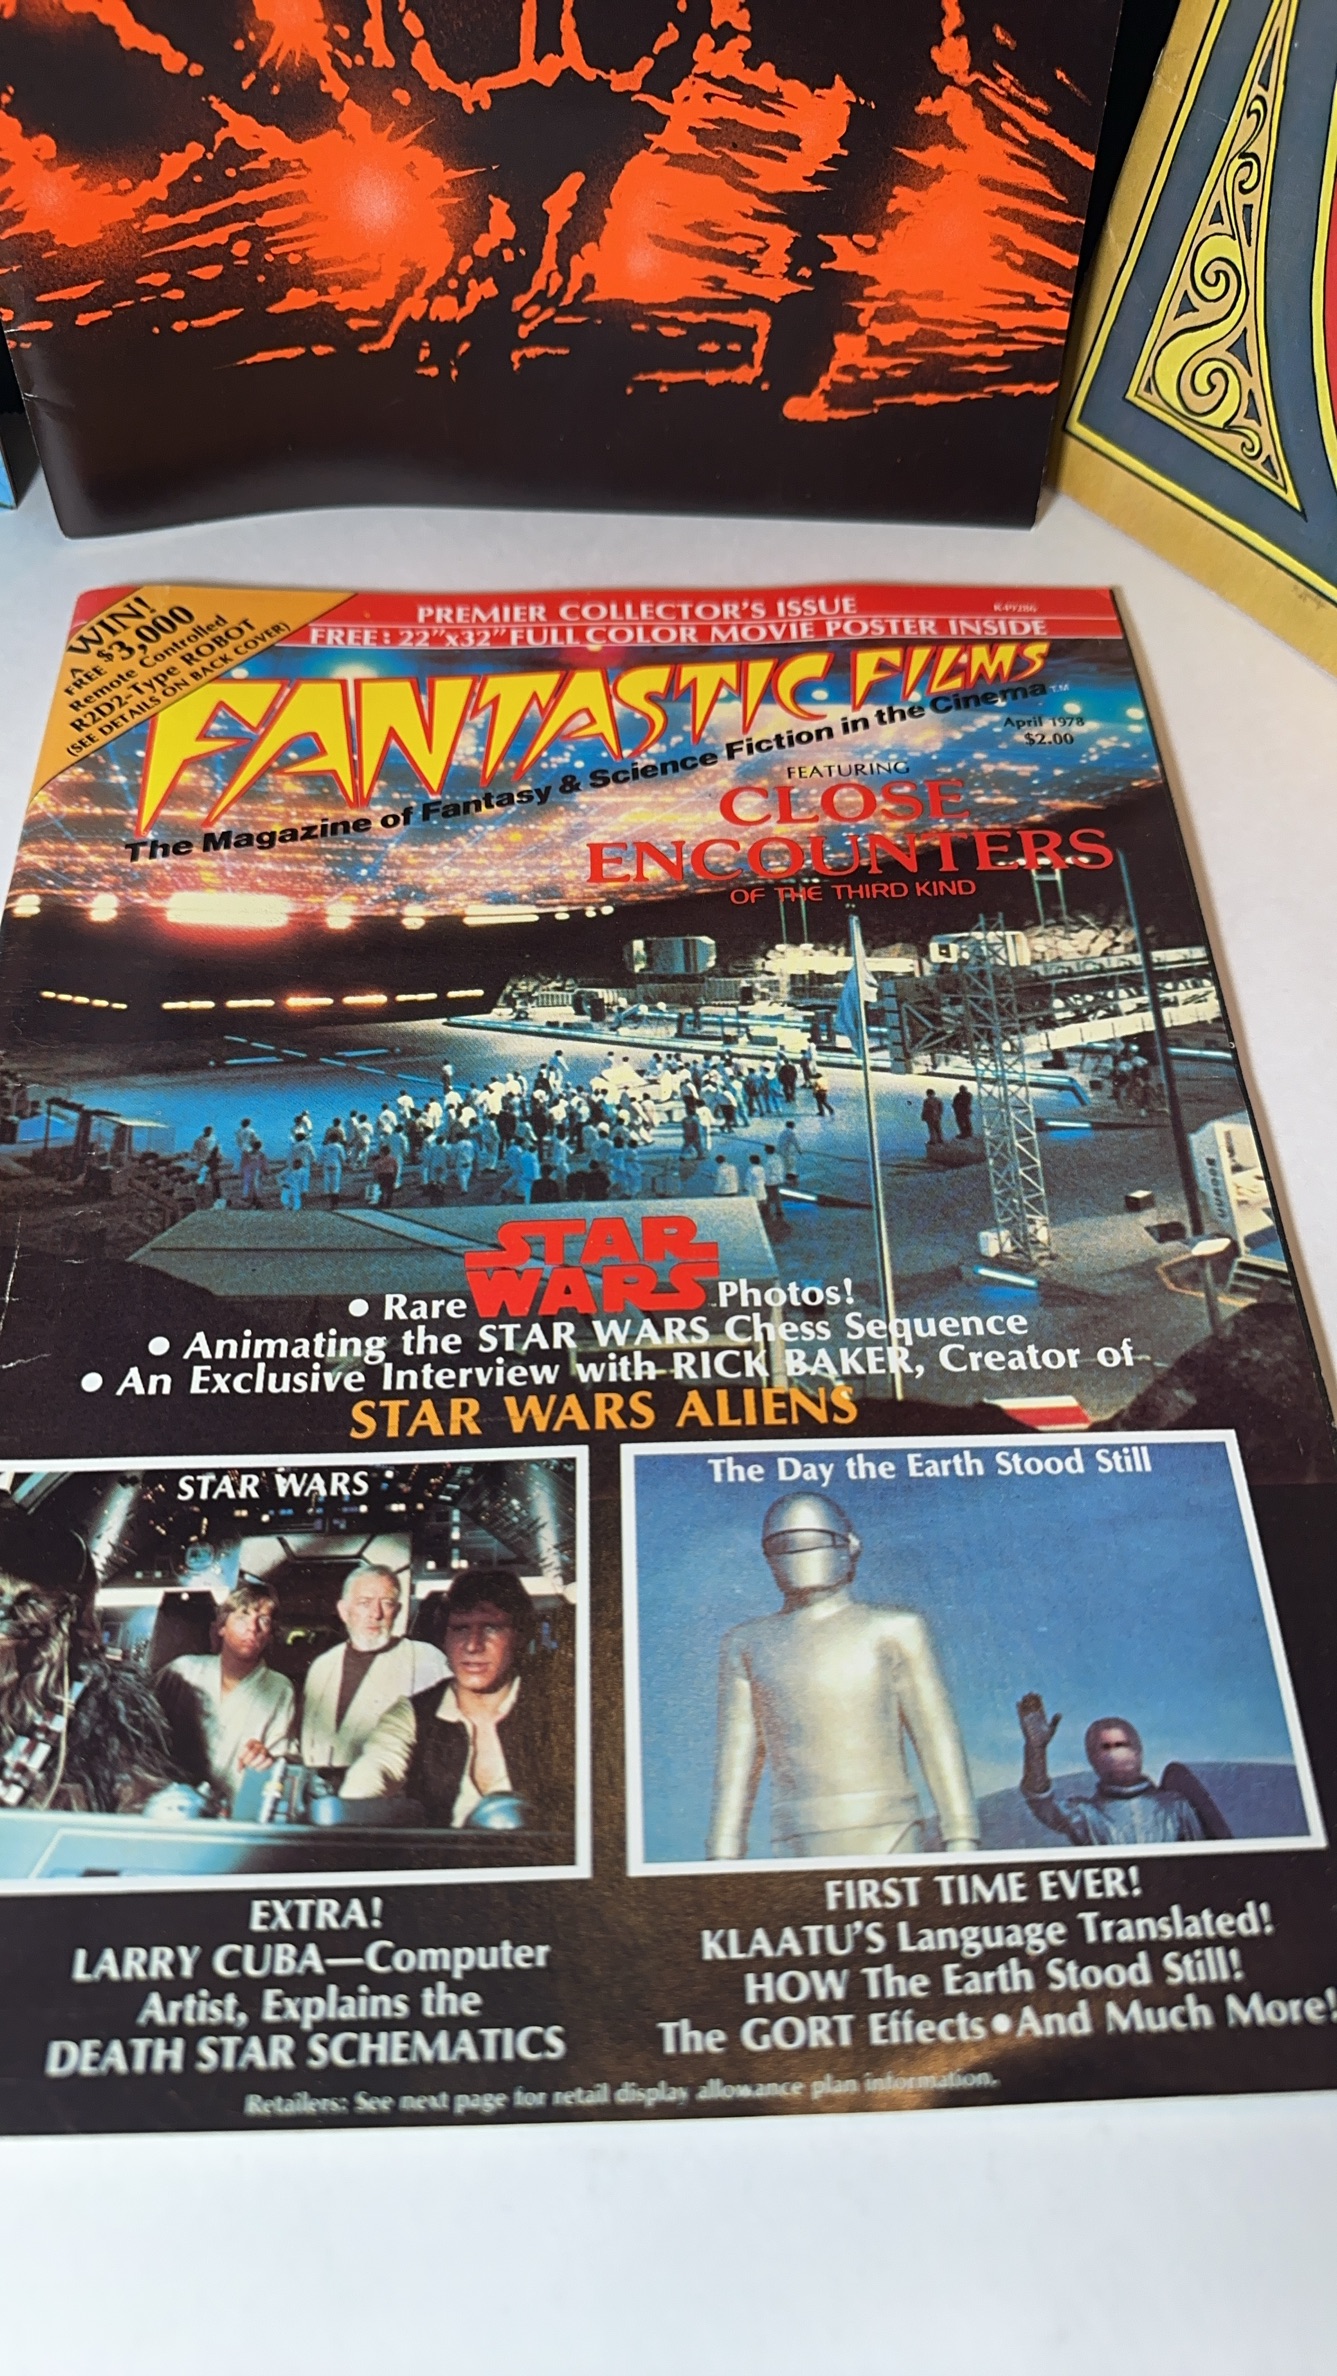 WIN!
A
FREE $3,000
Remote Controlled
R2D2-Type ROBOT
(SEE DETAILS ON BACK COVER)
PREMIER COLLECTOR'S ISSUE
FREE: 22"x32" FULL COLOR MOVIE POSTER INSIDE
FANTASTIC FILMS
The Magazine of Fantasy & Science Fiction in the Cinema™
April 1978
$2.00
FEATURING
CLOSE
ENCOUNTERS
OF THE THIRD KIND
• Rare STAR WARS Photos!
• Animating the STAR WARS Chess Sequence
• An Exclusive Interview with RICK BAKER, Creator of
STAR WARS ALIENS
STAR WARS
The Day the Earth Stood Still
EXTRA!
LARRY CUBA—Computer
Artist, Explains the
DEATH STAR SCHEMATICS
FIRST TIME EVER!
KLAATU'S Language Translated!
HOW The Earth Stood Still!
The GORT Effects • And Much More!
Retailers: See next page for retail display allowance plan information.